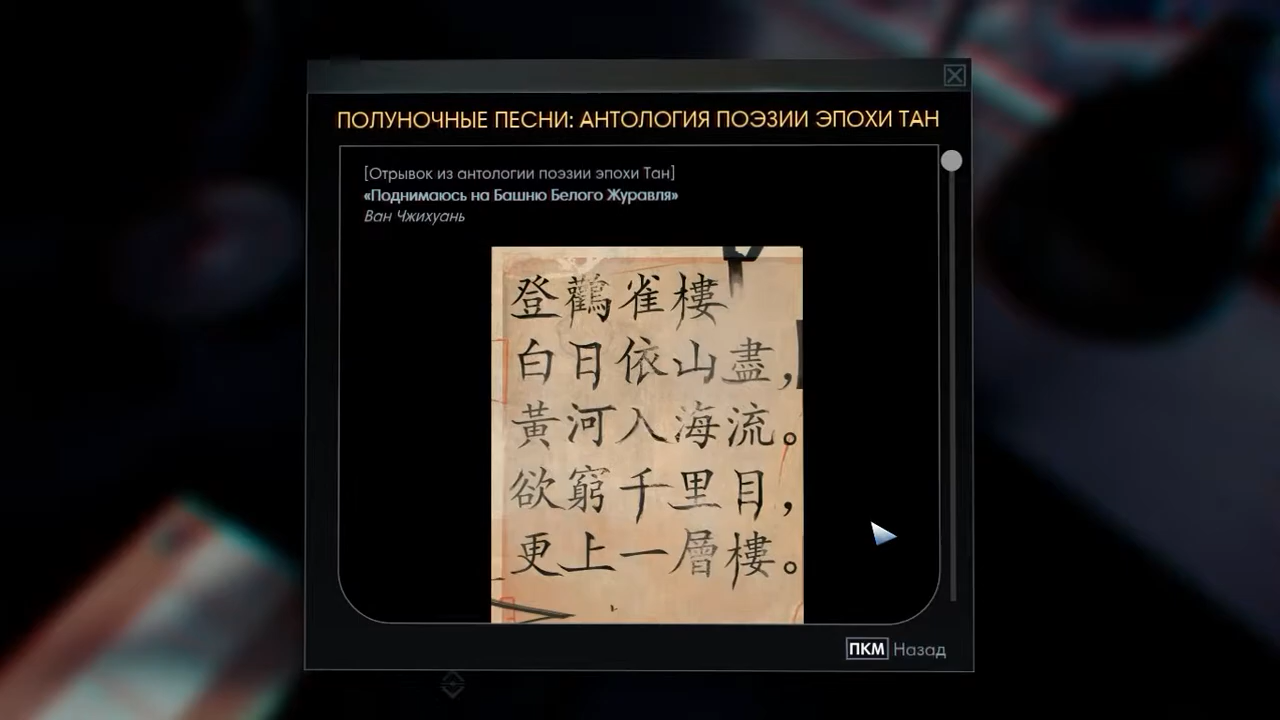 ПОЛУНОЧНЫЕ ПЕСНИ: АНТОЛОГИЯ ПОЭЗИИ ЭПОХИ ТАН
[Отрывок из антологии поэзии эпохи Тан]
«Поднимаюсь на Башню Белого Журавля»
Ван Чжихуань
登鸛雀樓
白日依山盡,
黃河入海流。
欲窮千里目,
更上一層樓。
ПКМ Назад